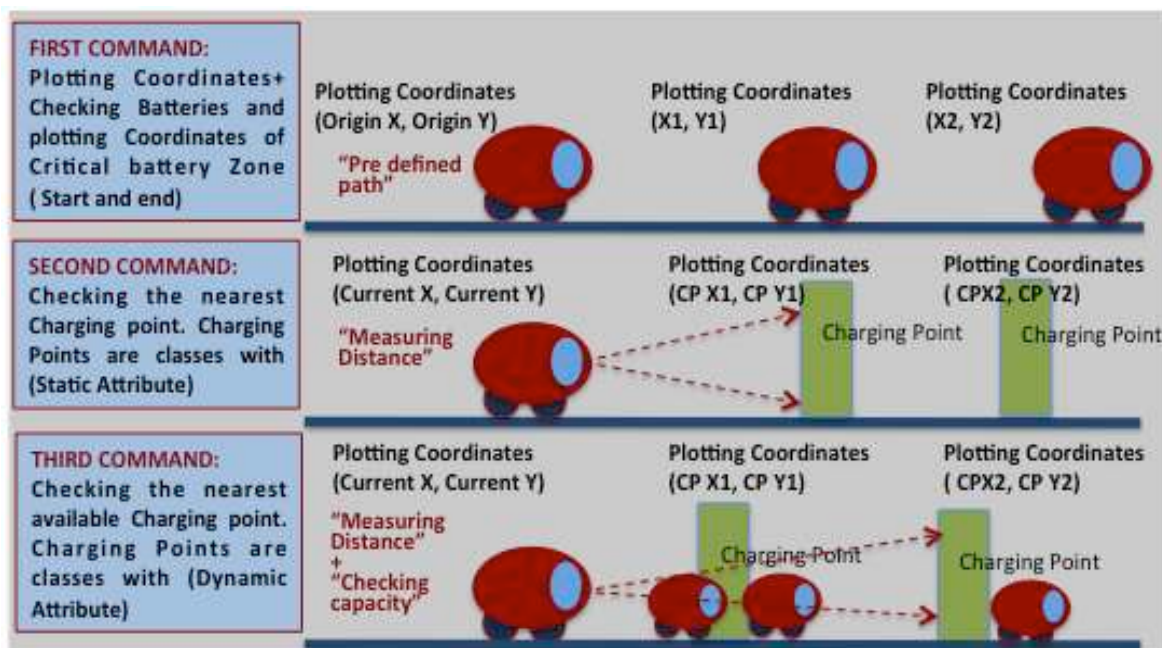 FIRST COMMAND:
Plotting Coordinates+
Checking Batteries and
plotting Coordinates of
Critical battery Zone
( Start and end)
Plotting Coordinates
(Origin X, Origin Y)
"Pre defined
path"
Plotting Coordinates
(X1, Y1)
Plotting Coordinates
(X2, Y2)
SECOND COMMAND:
Checking the nearest
Charging point. Charging
Points are classes with
(Static Attribute)
Plotting Coordinates
(Current X, Current Y)
"Measuring
Distance"
Plotting Coordinates
(CP X1, CP Y1)
Charging Point
Plotting Coordinates
( CPX2, CP Y2)
Charging Point
THIRD COMMAND:
Checking the nearest
available Charging point.
Charging Points are
classes with (Dynamic
Attribute)
Plotting Coordinates
(Current X, Current Y)
"Measuring
Distance"
+
"Checking
capacity"
Plotting Coordinates
(CP X1, CP Y1)
Charging Point
Plotting Coordinates
( CPX2, CP Y2)
Charging Point